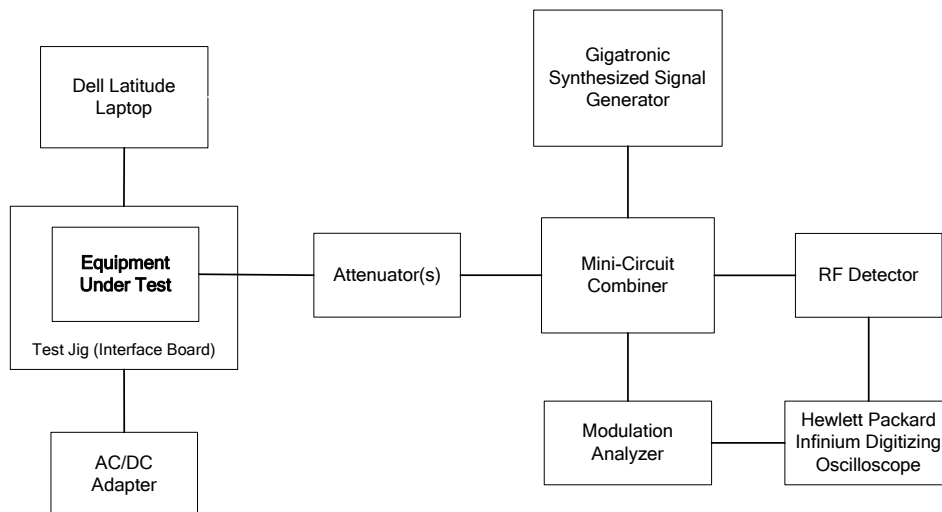 Dell Latitude
Laptop
Gigatronic
Synthesized Signal
Generator
Equipment
Under Test
Test Jig (Interface Board)
Attenuator(s)
Mini-Circuit
Combiner
RF Detector
AC/DC
Adapter
Modulation
Analyzer
Hewlett Packard
Infinium Digitizing
Oscilloscope